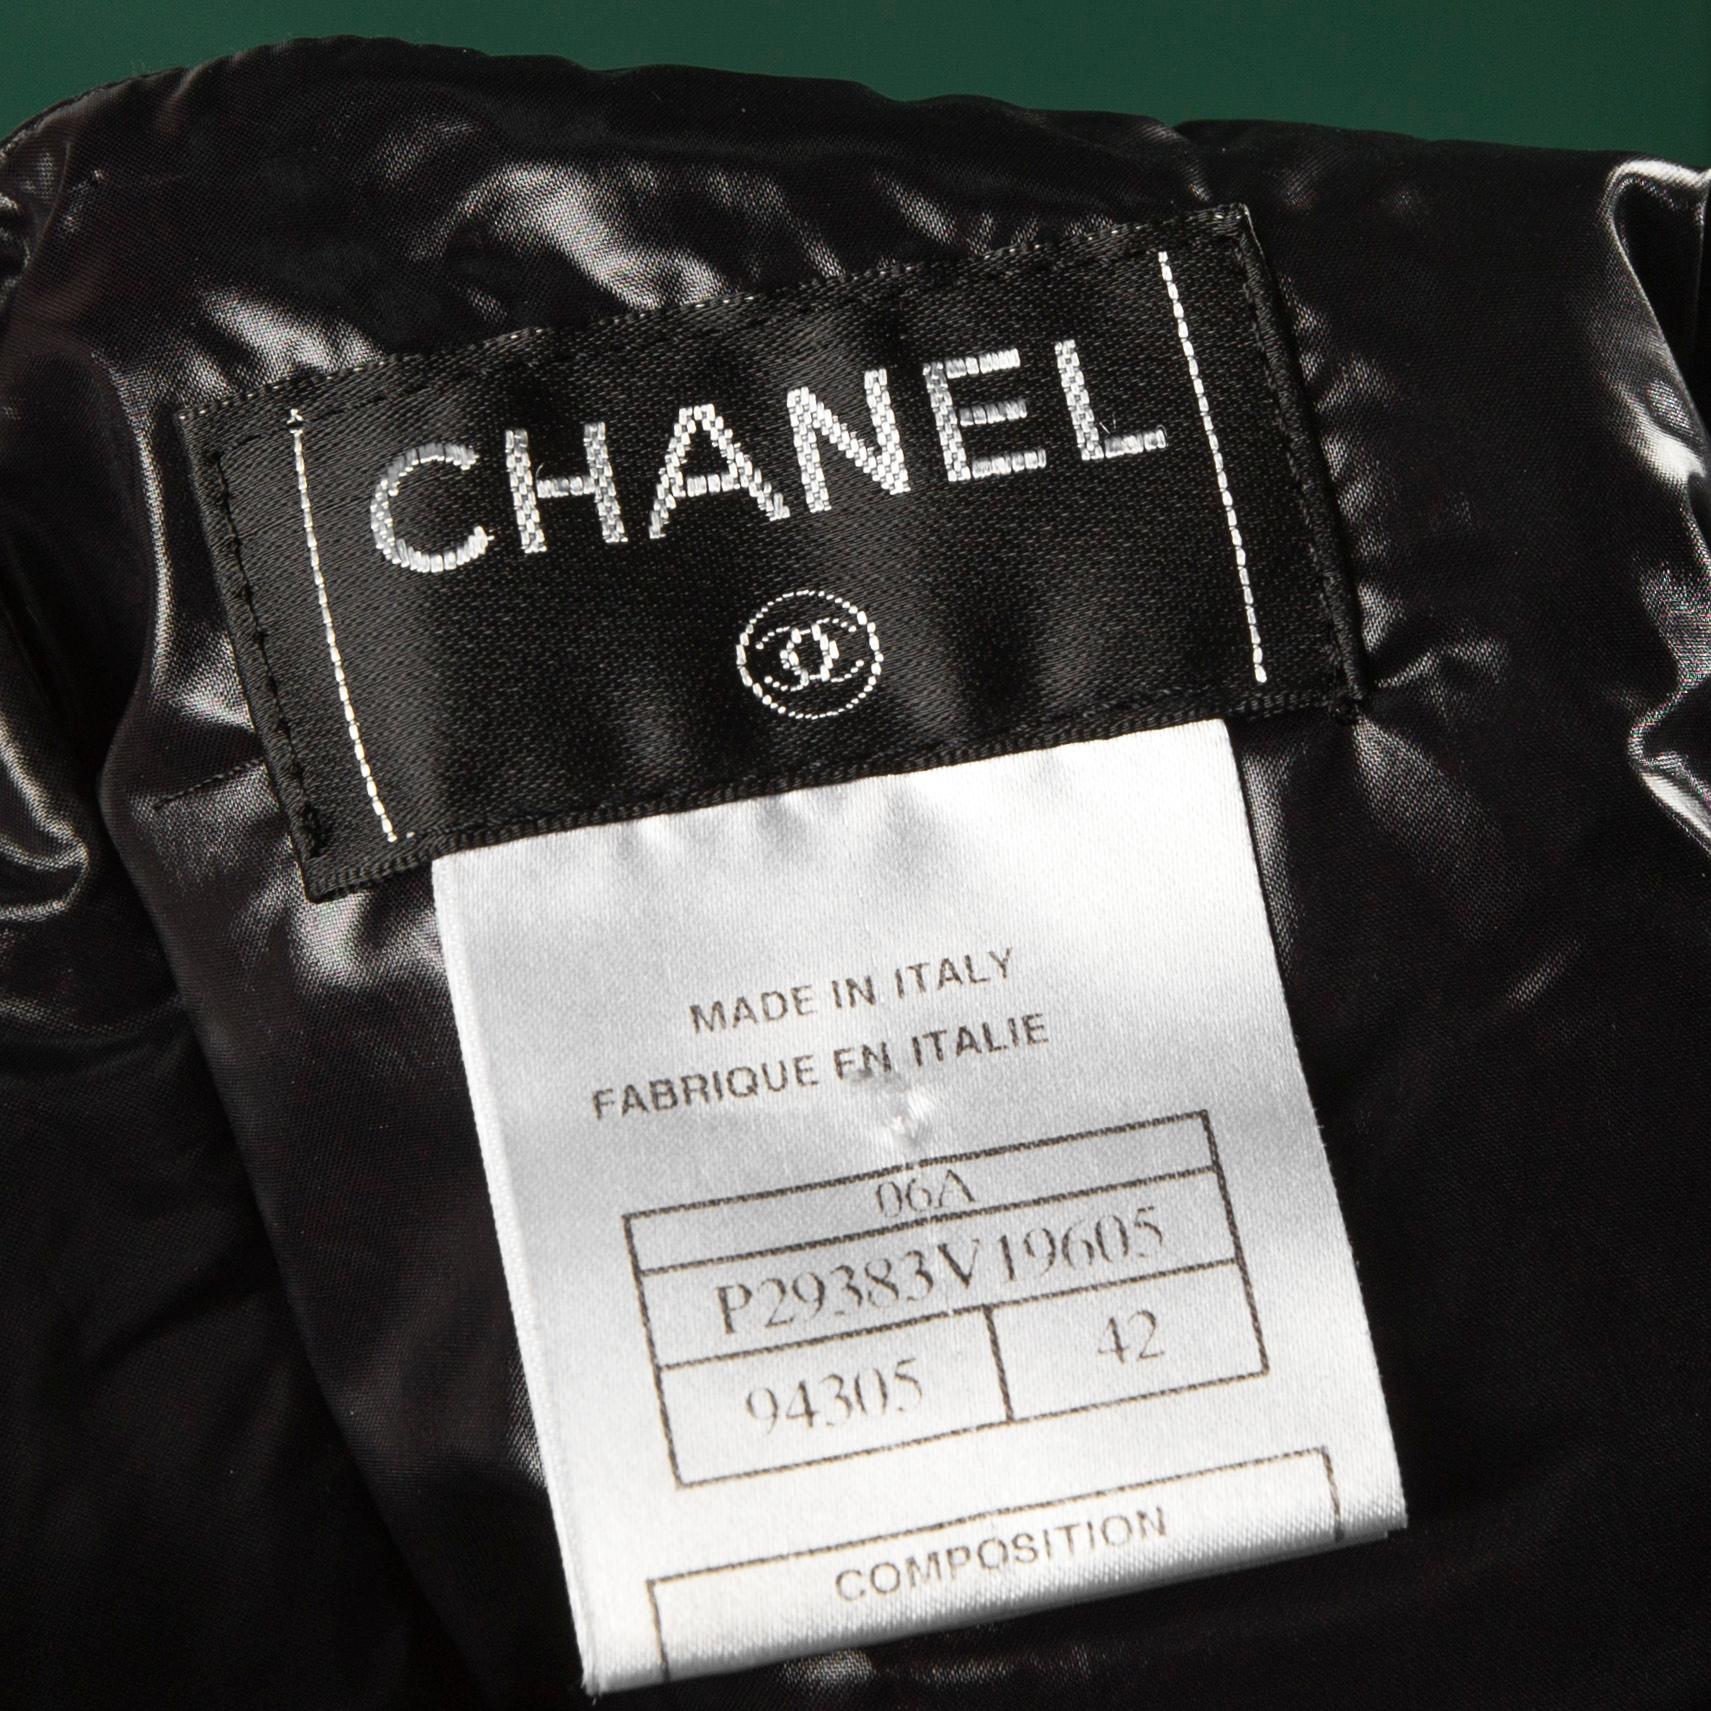 CHANEL
MADE IN ITALY
FABRIQUE EN ITALIE
06A
P29383V19605
94305 42
COMPOSITION